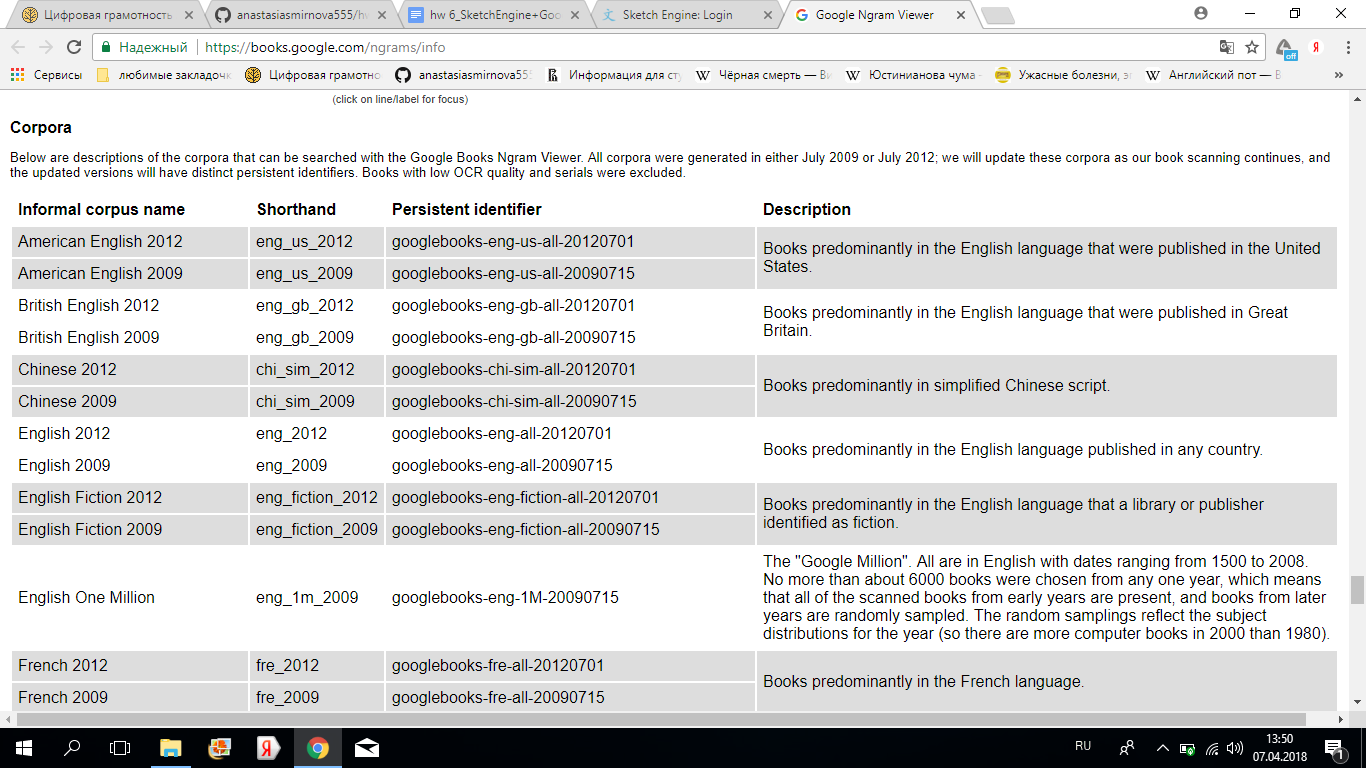 Цифровая грамотность
anastasiasmirnova555/hw
hw 6_SketchEngine+Goo
Sketch Engine: Login
Google Ngram Viewer
Надежный
https://books.google.com/ngrams/info
off
Я
Сервисы
любимые закладочк
Цифровая грамотно
anastasiasmirnova555
Информация для сту
Чёрная смерть — Ви
Юстинианова чума -
Ужасные болезни, эп
Английский пот — В
»
(click on line/label for focus)
Corpora
Below are descriptions of the corpora that can be searched with the Google Books Ngram Viewer. All corpora were generated in either July 2009 or July 2012; we will update these corpora as our book scanning continues, and
the updated versions will have distinct persistent identifiers. Books with low OCR quality and serials were excluded.
Informal corpus name Shorthand Persistent identifier Description
American English 2012 eng_us_2012 googlebooks-eng-us-all-20120701
Books predominantly in the English language that were published in the United
States.
American English 2009 eng_us_2009 googlebooks-eng-us-all-20090715
British English 2012 eng_gb_2012 googlebooks-eng-gb-all-20120701
Books predominantly in the English language that were published in Great
Britain.
British English 2009 eng_gb_2009 googlebooks-eng-gb-all-20090715
Chinese 2012 chi_sim_2012 googlebooks-chi-sim-all-20120701
Books predominantly in simplified Chinese script.
Chinese 2009 chi_sim_2009 googlebooks-chi-sim-all-20090715
English 2012 eng_2012 googlebooks-eng-all-20120701
Books predominantly in the English language published in any country.
English 2009 eng_2009 googlebooks-eng-all-20090715
English Fiction 2012 eng_fiction_2012 googlebooks-eng-fiction-all-20120701
Books predominantly in the English language that a library or publisher
identified as fiction.
English Fiction 2009 eng_fiction_2009 googlebooks-eng-fiction-all-20090715
English One Million eng_1m_2009 googlebooks-eng-1M-20090715
The "Google Million". All are in English with dates ranging from 1500 to 2008.
No more than about 6000 books were chosen from any one year, which means
that all of the scanned books from early years are present, and books from later
years are randomly sampled. The random samplings reflect the subject
distributions for the year (so there are more computer books in 2000 than 1980).
French 2012 fre_2012 googlebooks-fre-all-20120701
Books predominantly in the French language.
French 2009 fre_2009 googlebooks-fre-all-20090715
Я
RU
13:50
07.04.2018
1